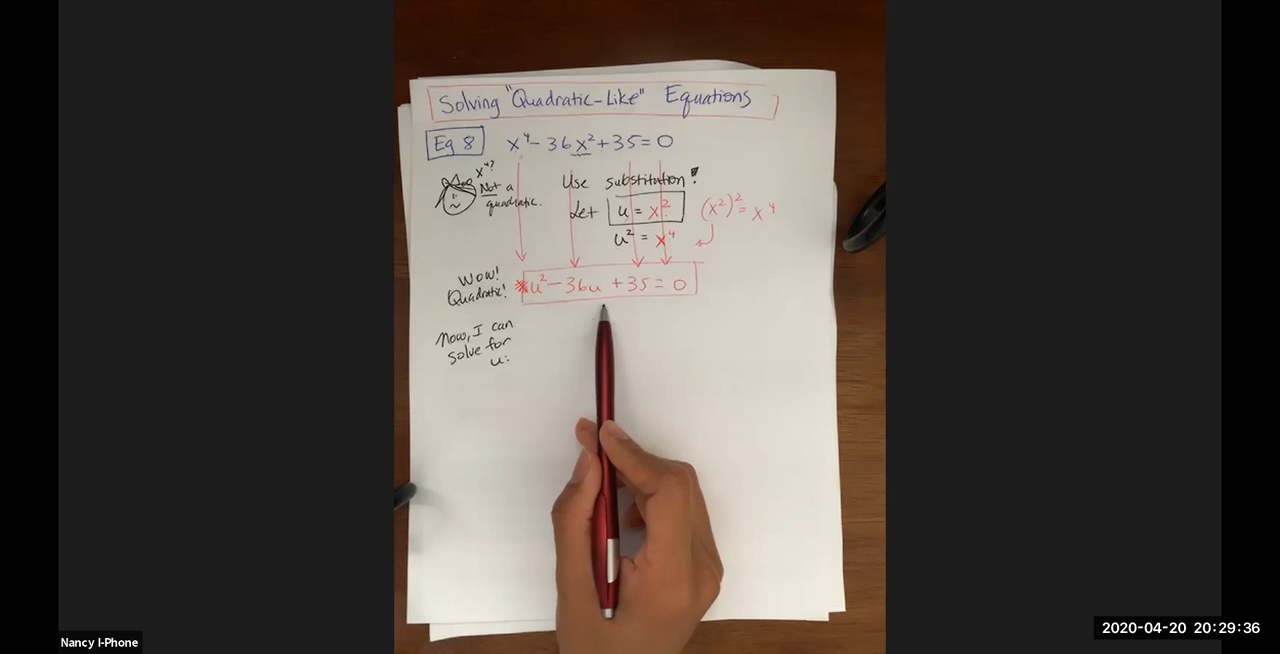 Solving "Quadratic-Like" Equations
Eg 8
x⁴ - 36x² + 35 = 0
x⁴?
Not a
quadratic.
Use substitution!
Let u = x²
(x²)² = x⁴
u² = x⁴
Wow!
Quadratic!
*u² - 36u + 35 = 0
Now, I can
solve for
u:
Nancy I-Phone
2020-04-20 20:29:36